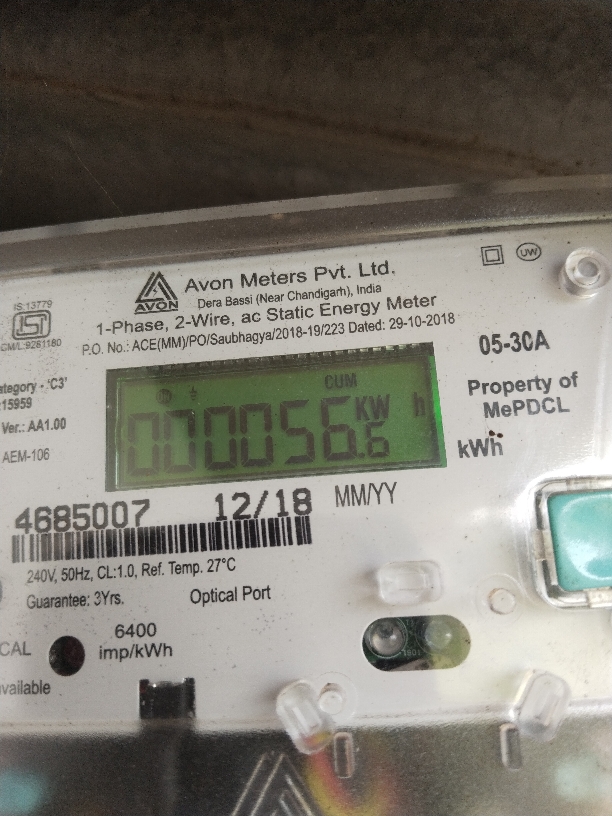 Avon Meters Pvt. Ltd.
AVON
Dera Bassi (Near Chandigarh), India
UW
IS:13779
ISI
CM/L:9281180
1-Phase, 2-Wire, ac Static Energy Meter
P.O. No.: ACE(MM)/PO/Saubhagya/2018-19/223 Dated: 29-10-2018
05-30A
ategory - 'C3'
:15959
Ver.: AA1.00
AEM-106
CUM
000056.6 KW h
Property of
MePDCL
kWh
4685007 12/18 MM/YY
240V, 50Hz, CL:1.0, Ref. Temp. 27°C
Guarantee: 3Yrs. Optical Port
CAL
6400
imp/kWh
vailable